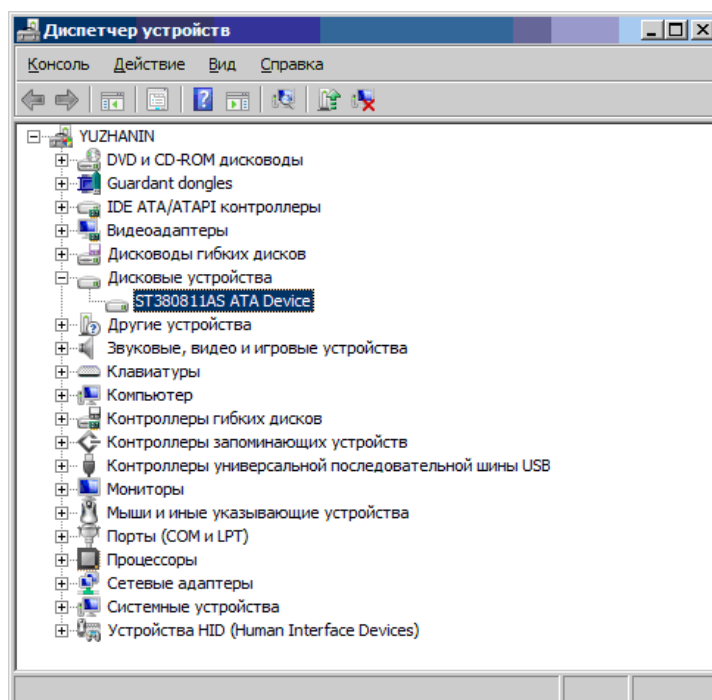 Диспетчер устройств
Консоль Действие Вид Справка
YUZHANIN
DVD и CD-ROM дисководы
Guardant dongles
IDE ATA/ATAPI контроллеры
Видеоадаптеры
Дисководы гибких дисков
Дисковые устройства
ST380811AS ATA Device
Другие устройства
Звуковые, видео и игровые устройства
Клавиатуры
Компьютер
Контроллеры гибких дисков
Контроллеры запоминающих устройств
Контроллеры универсальной последовательной шины USB
Мониторы
Мыши и иные указывающие устройства
Порты (COM и LPT)
Процессоры
Сетевые адаптеры
Системные устройства
Устройства HID (Human Interface Devices)